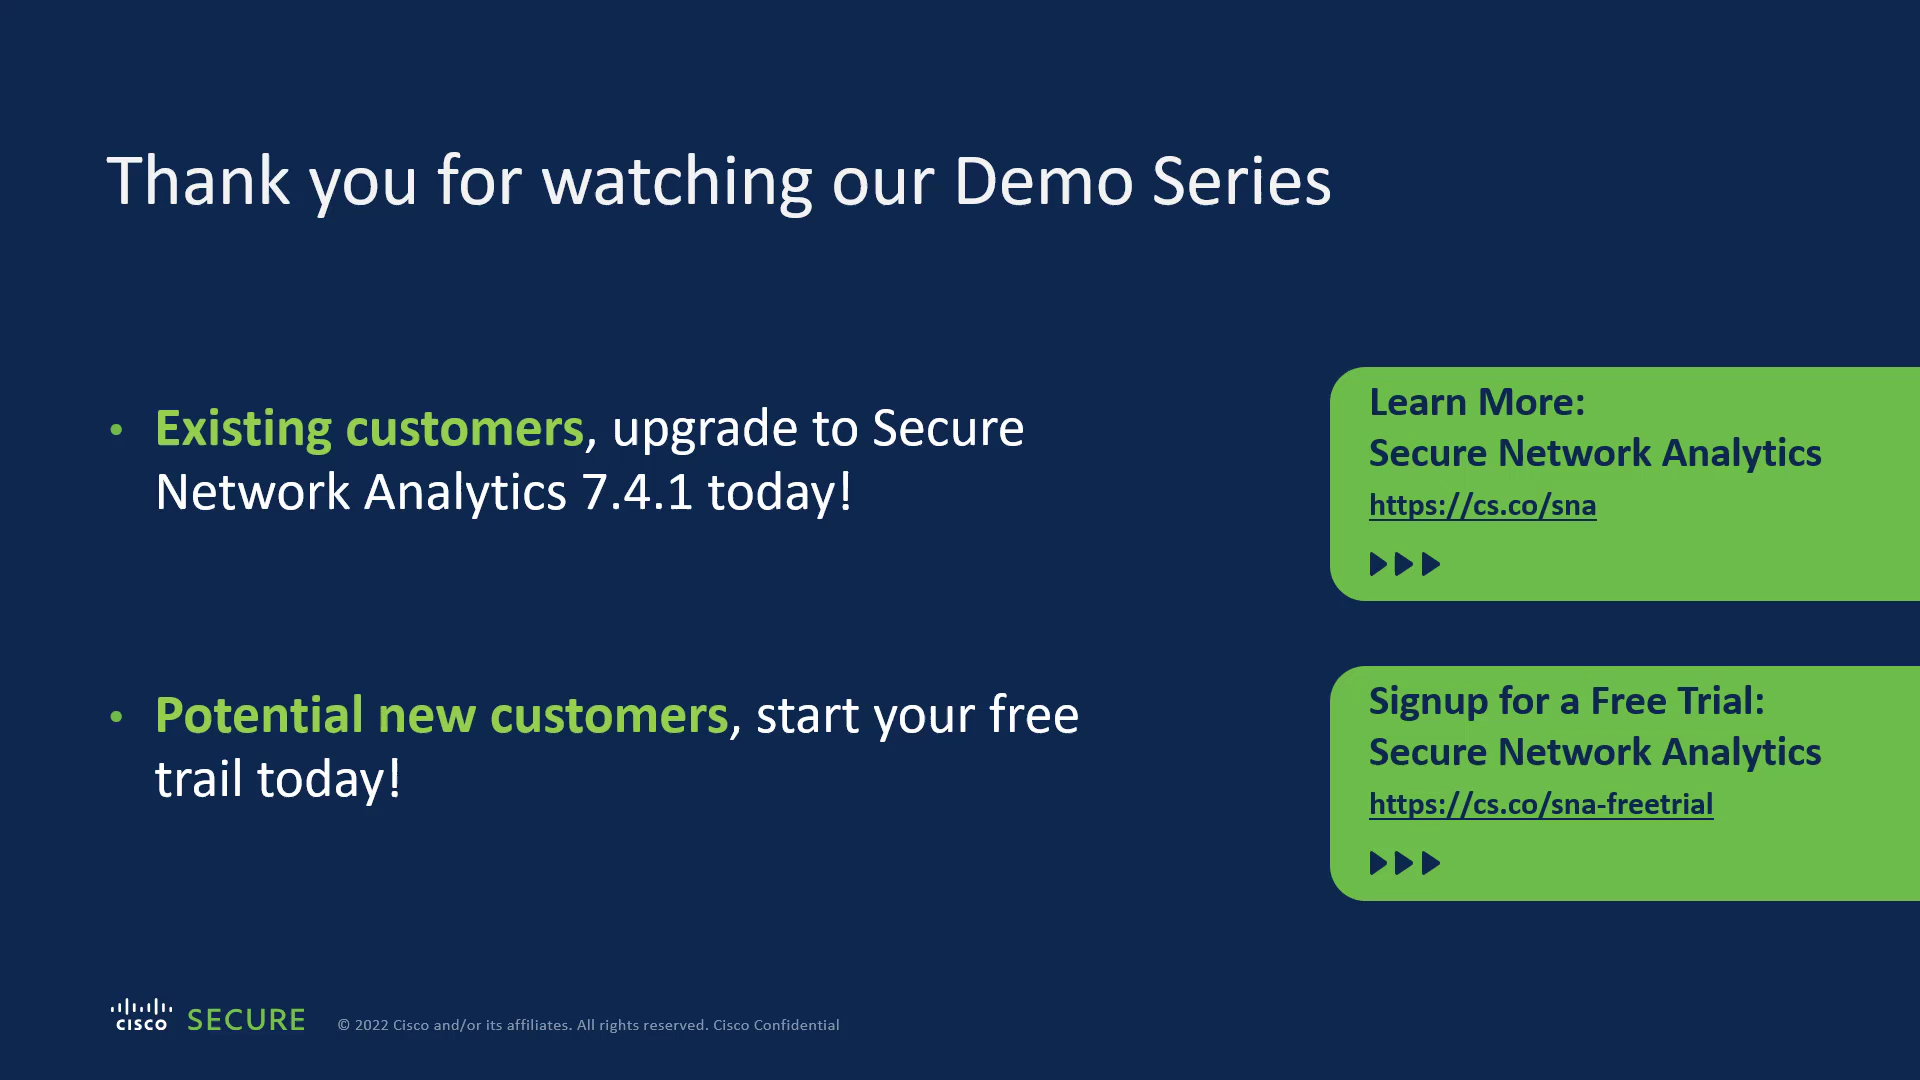 Thank you for watching our Demo Series
• Existing customers, upgrade to Secure
Network Analytics 7.4.1 today!
• Potential new customers, start your free
trail today!
Learn More:
Secure Network Analytics
https://cs.co/sna
Signup for a Free Trial:
Secure Network Analytics
https://cs.co/sna-freetrial
CISCO SECURE
© 2022 Cisco and/or its affiliates. All rights reserved. Cisco Confidential